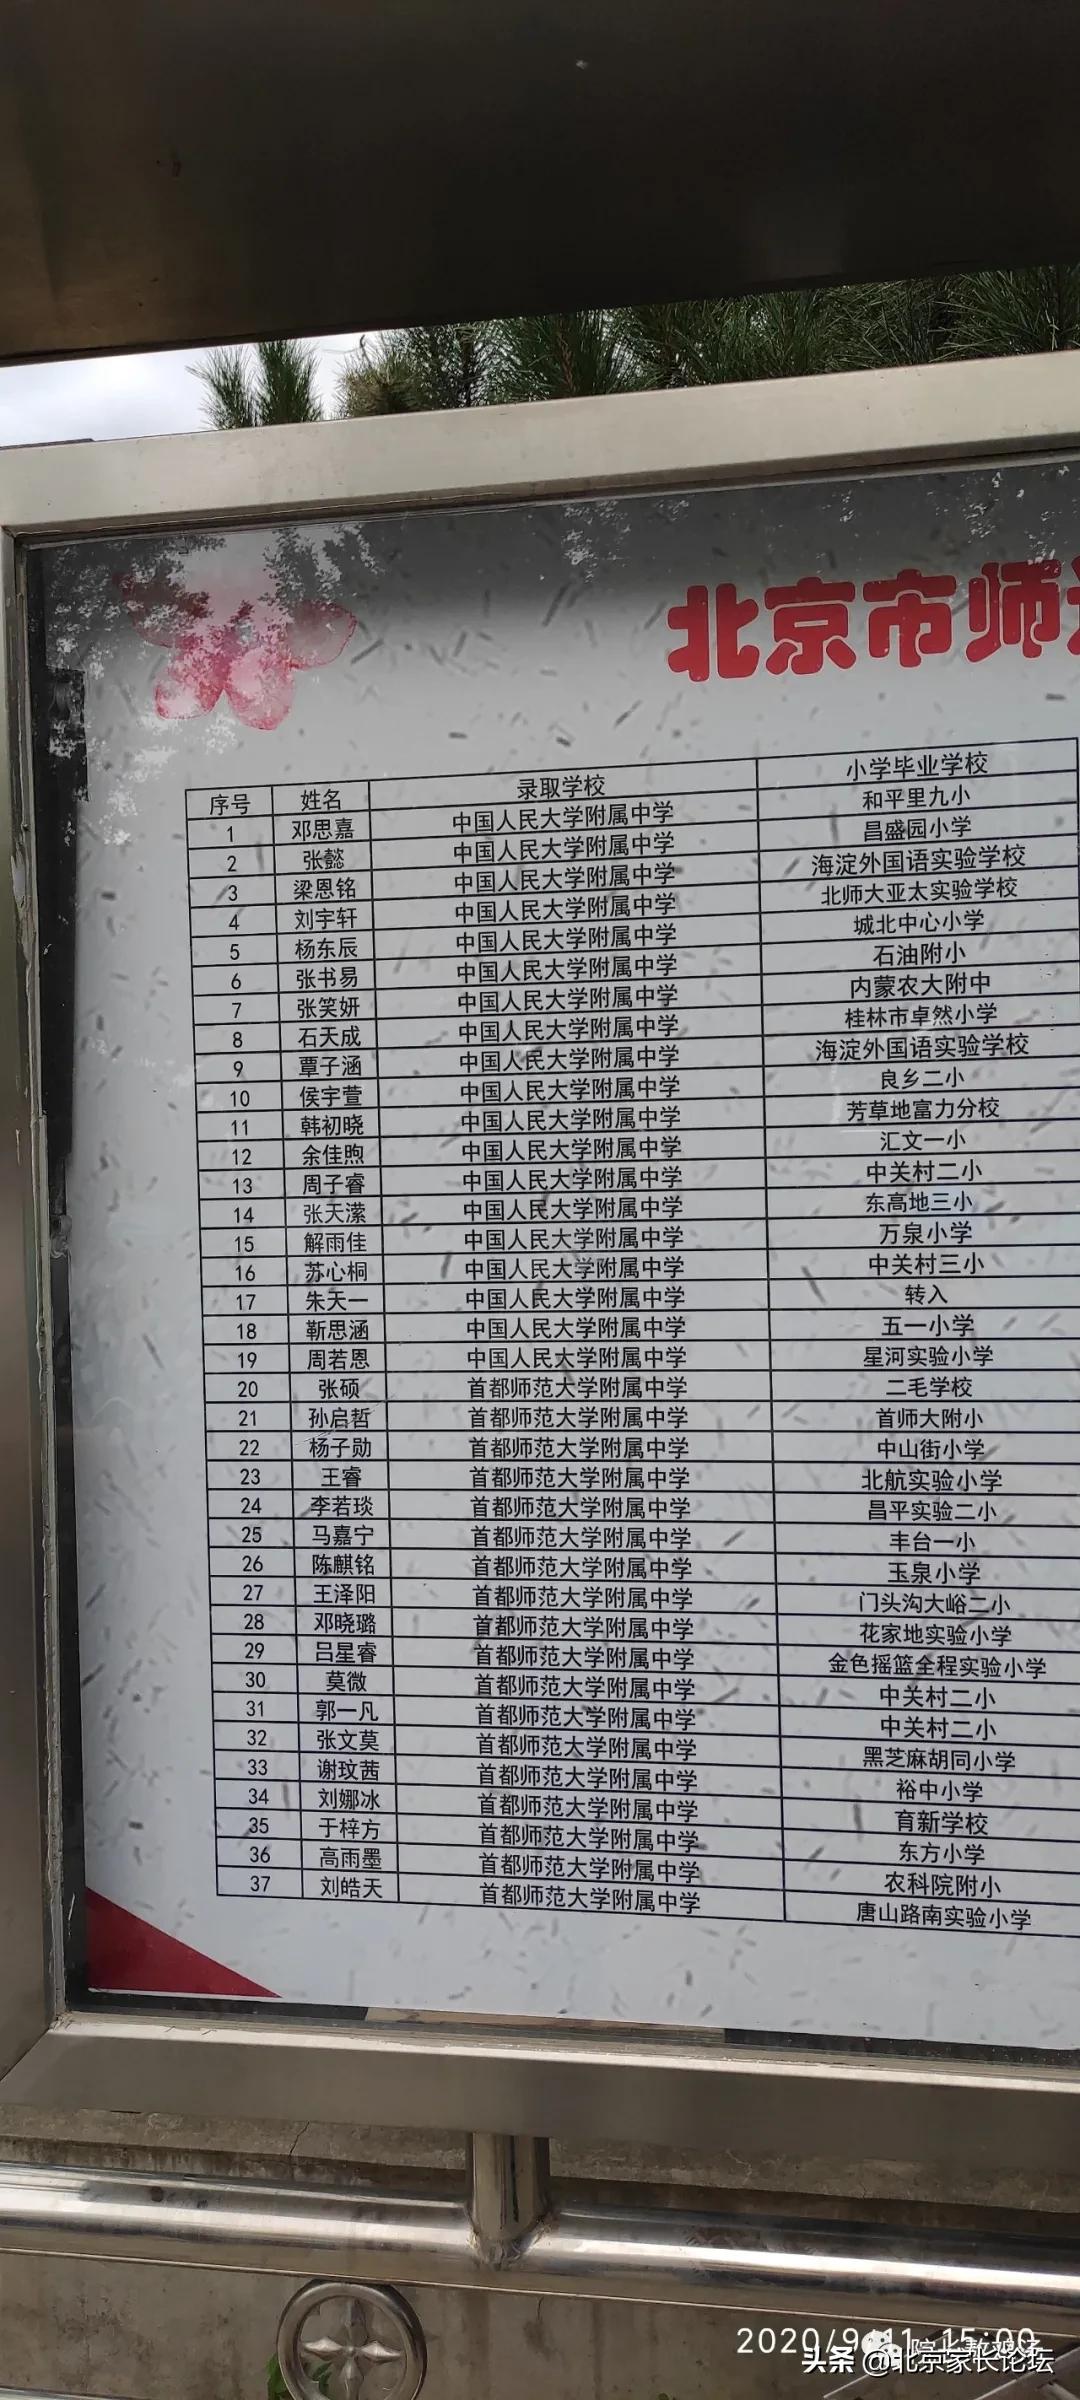 北京市师
序号 姓名 录取学校 小学毕业学校
1 邓思嘉 中国人民大学附属中学 和平里九小
2 张懿 中国人民大学附属中学 昌盛园小学
3 梁恩铭 中国人民大学附属中学 海淀外国语实验学校
4 刘宇轩 中国人民大学附属中学 北师大亚太实验学校
5 杨东辰 中国人民大学附属中学 城北中心小学
6 张书易 中国人民大学附属中学 石油附小
7 张笑妍 中国人民大学附属中学 内蒙农大附中
8 石天成 中国人民大学附属中学 桂林市卓然小学
9 覃子涵 中国人民大学附属中学 海淀外国语实验学校
10 侯宇萱 中国人民大学附属中学 良乡二小
11 韩初晓 中国人民大学附属中学 芳草地富力分校
12 余佳煦 中国人民大学附属中学 汇文一小
13 周子睿 中国人民大学附属中学 中关村二小
14 张天潆 中国人民大学附属中学 东高地三小
15 解雨佳 中国人民大学附属中学 万泉小学
16 苏心桐 中国人民大学附属中学 中关村三小
17 朱天一 中国人民大学附属中学 转入
18 靳思涵 中国人民大学附属中学 五一小学
19 周若恩 中国人民大学附属中学 星河实验小学
20 张硕 首都师范大学附属中学 二毛学校
21 孙启哲 首都师范大学附属中学 首师大附小
22 杨子勋 首都师范大学附属中学 中山街小学
23 王睿 首都师范大学附属中学 北航实验小学
24 李若琰 首都师范大学附属中学 昌平实验二小
25 马嘉宁 首都师范大学附属中学 丰台一小
26 陈麒铭 首都师范大学附属中学 玉泉小学
27 王泽阳 首都师范大学附属中学 门头沟大峪二小
28 邓晓璐 首都师范大学附属中学 花家地实验小学
29 吕星睿 首都师范大学附属中学 金色摇篮全程实验小学
30 莫微 首都师范大学附属中学 中关村二小
31 郭一凡 首都师范大学附属中学 中关村二小
32 张文莫 首都师范大学附属中学 黑芝麻胡同小学
33 谢玟茜 首都师范大学附属中学 裕中小学
34 刘娜冰 首都师范大学附属中学 育新学校
35 于梓方 首都师范大学附属中学 东方小学
36 高雨墨 首都师范大学附属中学 农科院附小
37 刘皓天 首都师范大学附属中学 唐山路南实验小学
2020/9/11 15:00
头条 @北京家长论坛